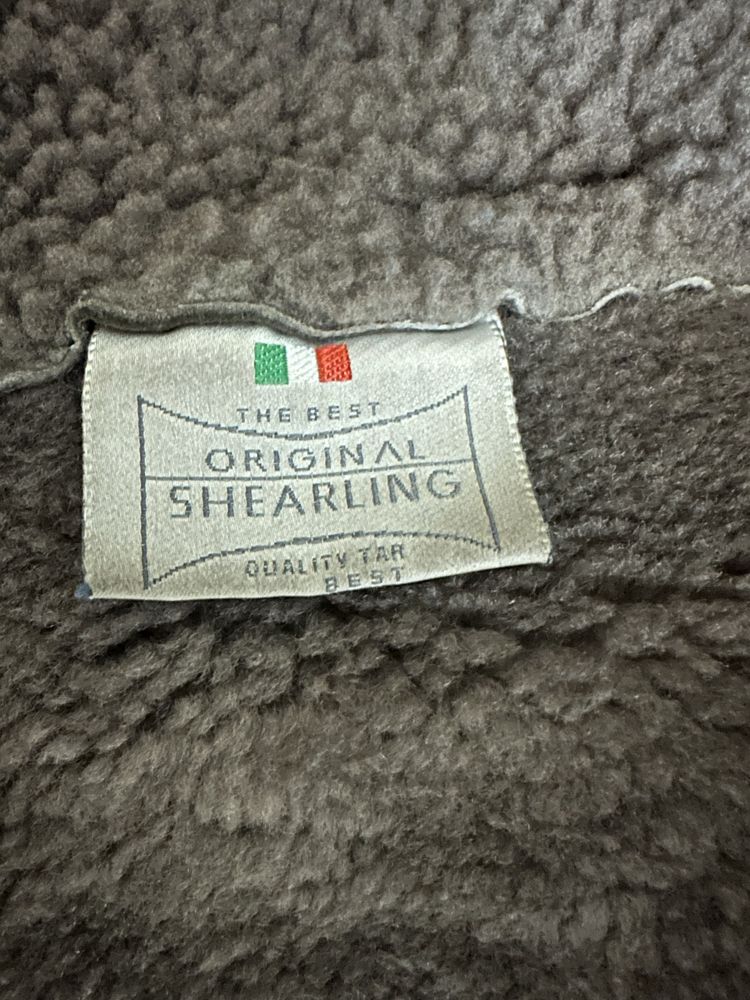 THE BEST
ORIGINAL
SHEARLING
QUALITY TAR
BEST